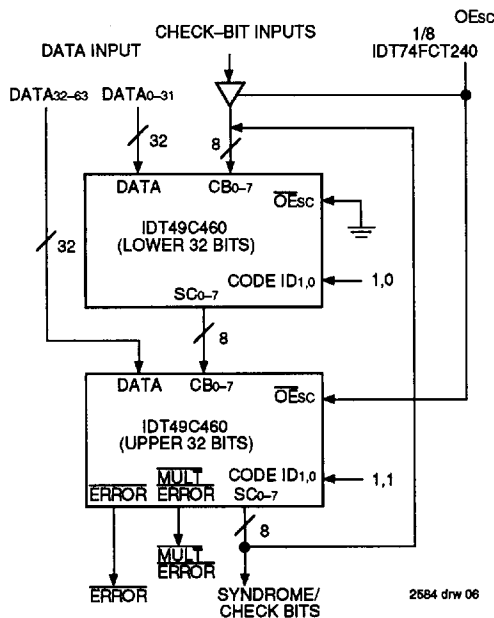 OEsc
CHECK–BIT INPUTS
1/8
IDT74FCT240
DATA INPUT
DATA32–63 DATA0–31
32
8
DATA CB0–7
OEsc
IDT49C460
(LOWER 32 BITS)
32
CODE ID1,0
1,0
SC0–7
8
DATA CB0–7
OEsc
IDT49C460
(UPPER 32 BITS)
MULT
ERROR
ERROR
CODE ID1,0
1,1
SC0–7
8
MULT
ERROR
ERROR
SYNDROME/
CHECK BITS
2584 drw 06